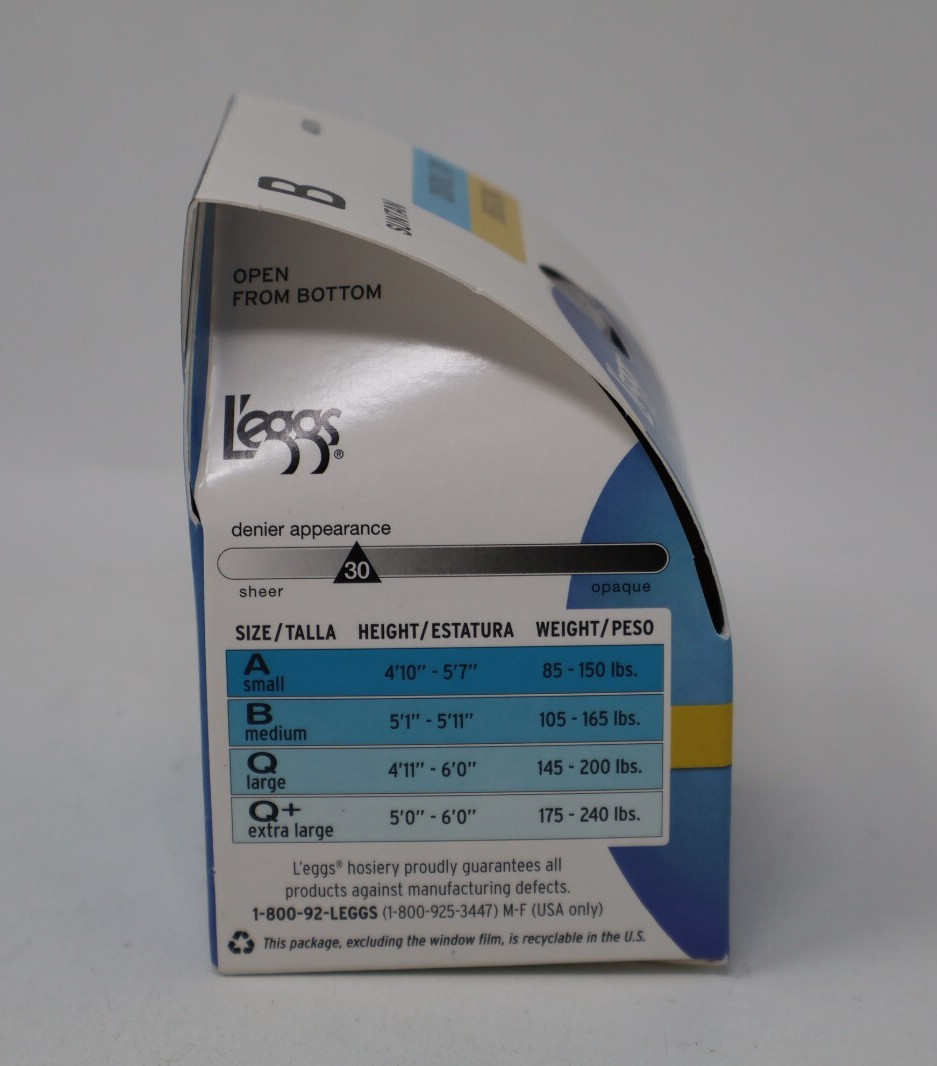 B
SUNTAN
OPEN
FROM BOTTOM
L'eggs®
denier appearance
30
sheer opaque
SIZE/TALLA HEIGHT/ESTATURA WEIGHT/PESO
A 4'10" - 5'7" 85 - 150 lbs.
small
B 5'1" - 5'11" 105 - 165 lbs.
medium
Q 4'11" - 6'0" 145 - 200 lbs.
large
Q+ 5'0" - 6'0" 175 - 240 lbs.
extra large
L'eggs® hosiery proudly guarantees all
products against manufacturing defects.
1-800-92-LEGGS (1-800-925-3447) M-F (USA only)
This package, excluding the window film, is recyclable in the U.S.